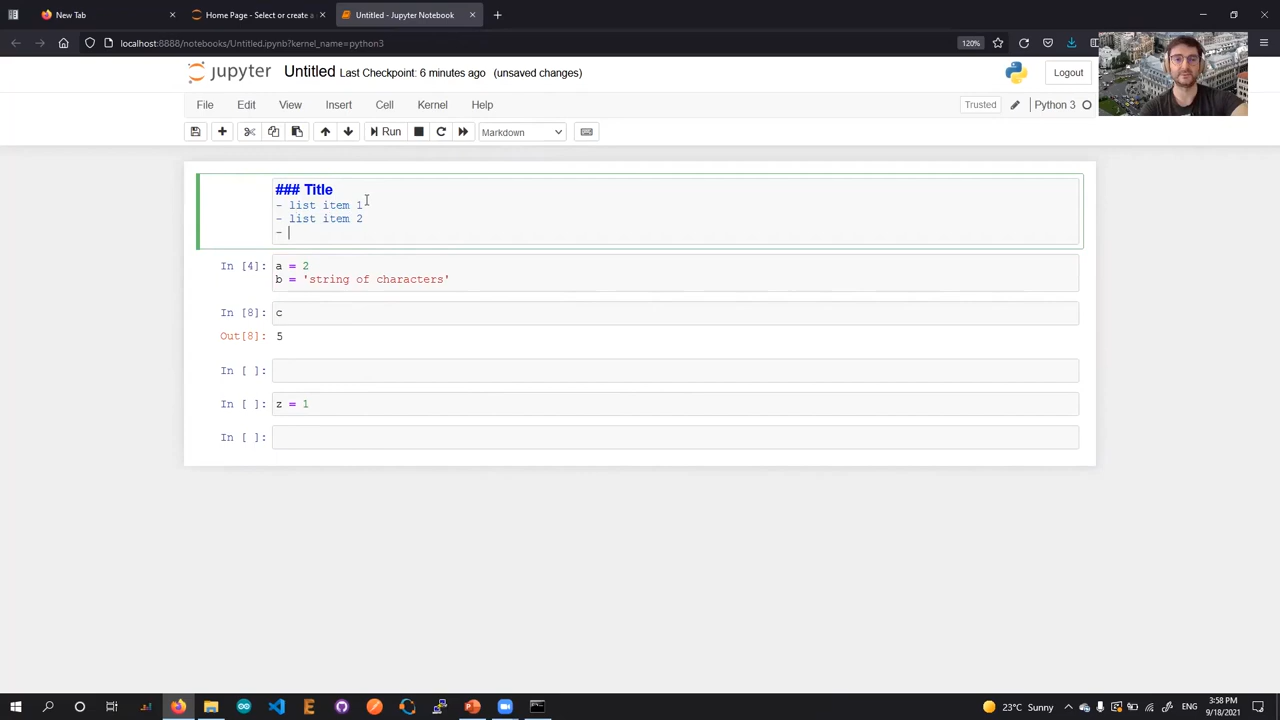 New Tab
Home Page - Select or create a
Untitled - Jupyter Notebook
localhost:8888/notebooks/Untitled.ipynb?kernel_name=python3
120%
jupyter Untitled Last Checkpoint: 6 minutes ago (unsaved changes)
Logout
File Edit View Insert Cell Kernel Help
Trusted
Python 3
Run
Markdown
### Title
- list item 1
- list item 2
-
In [4]: a = 2
b = 'string of characters'
In [8]: c
Out[8]: 5
In [ ]:
In [ ]: z = 1
In [ ]:
23°C Sunny
3:58 PM
9/18/2021